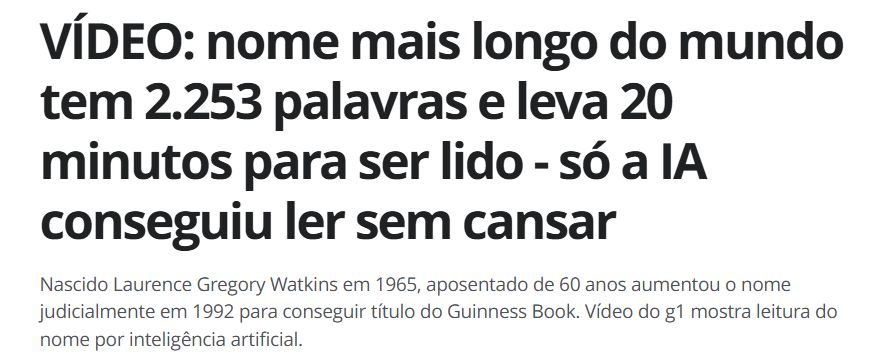 VÍDEO: nome mais longo do mundo
tem 2.253 palavras e leva 20
minutos para ser lido - só a IA
conseguiu ler sem cansar
Nascido Laurence Gregory Watkins em 1965, aposentado de 60 anos aumentou o nome
judicialmente em 1992 para conseguir título do Guinness Book. Vídeo do g1 mostra leitura do
nome por inteligência artificial.